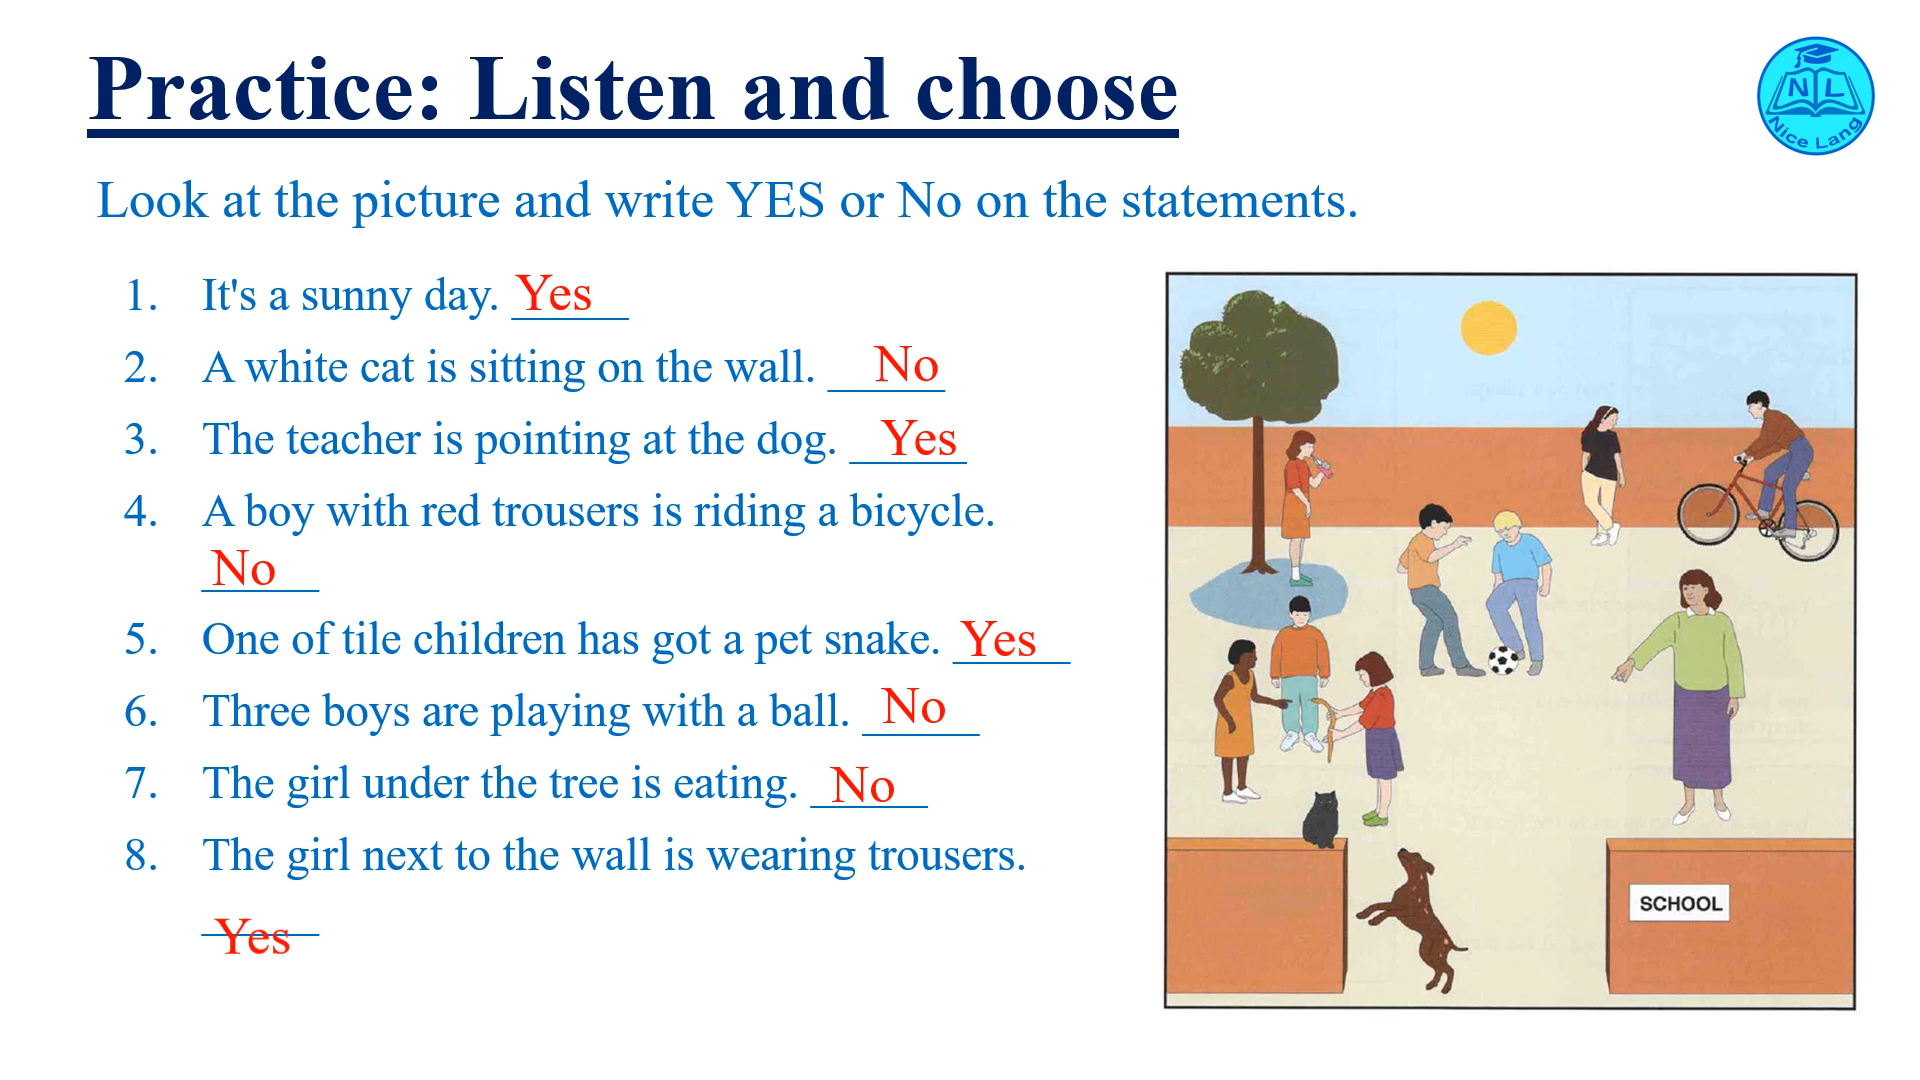 Practice: Listen and choose
N L
Nice Lang
Look at the picture and write YES or No on the statements.
1. It's a sunny day. Yes
2. A white cat is sitting on the wall. No
3. The teacher is pointing at the dog. Yes
4. A boy with red trousers is riding a bicycle.
No
5. One of tile children has got a pet snake. Yes
6. Three boys are playing with a ball. No
7. The girl under the tree is eating. No
8. The girl next to the wall is wearing trousers.
Yes
SCHOOL